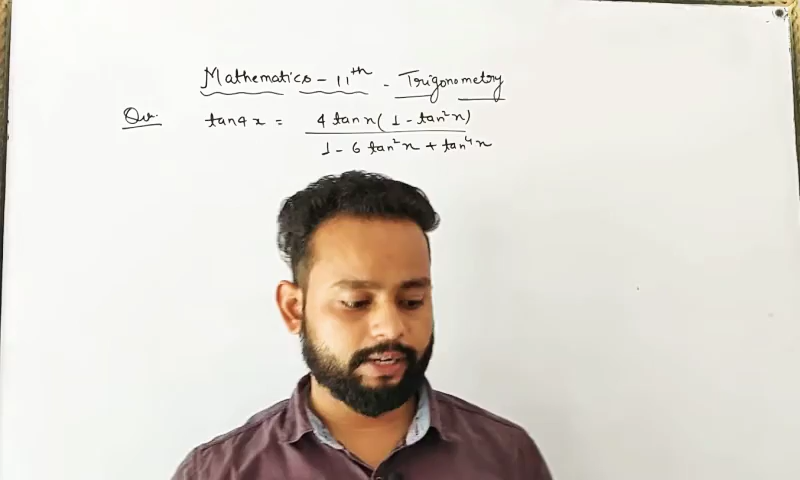 Mathematics - 11th - Trigonometry
Qu. tan4x = 4 tan x ( 1 - tan²x) / 1 - 6 tan²x + tan⁴x